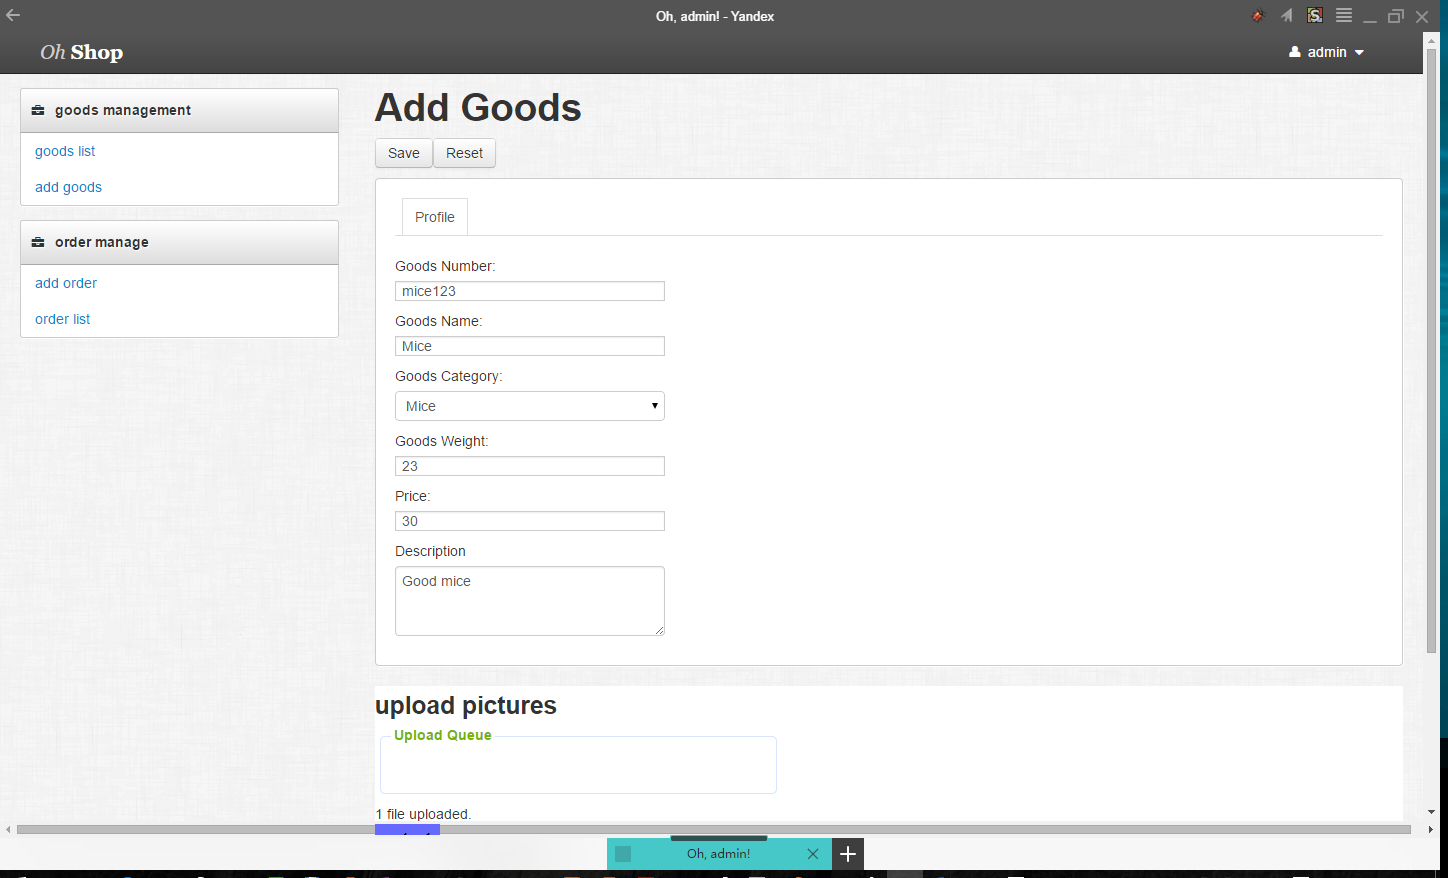 Oh, admin! - Yandex
Oh Shop
admin
goods management
goods list
add goods
order manage
add order
order list
Add Goods
Save Reset
Profile
Goods Number:
mice123
Goods Name:
Mice
Goods Category:
Mice
Goods Weight:
23
Price:
30
Description
Good mice
upload pictures
Upload Queue
1 file uploaded.
Oh, admin!